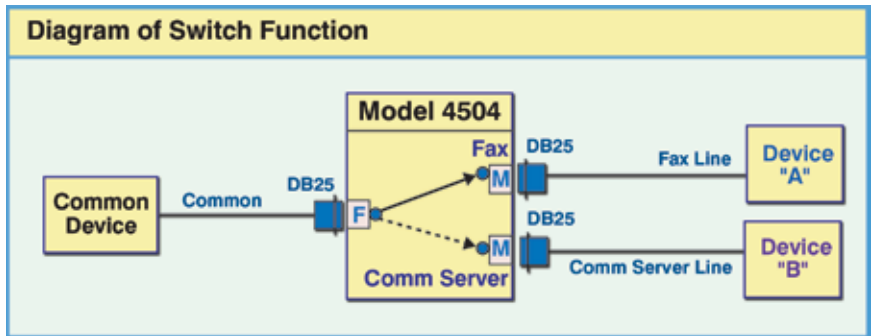 Diagram of Switch Function
Model 4504
Fax
DB25
Fax Line
Device
"A"
M
DB25
Common
Common
Device
F
DB25
M
Comm Server
Comm Server Line
Device
"B"